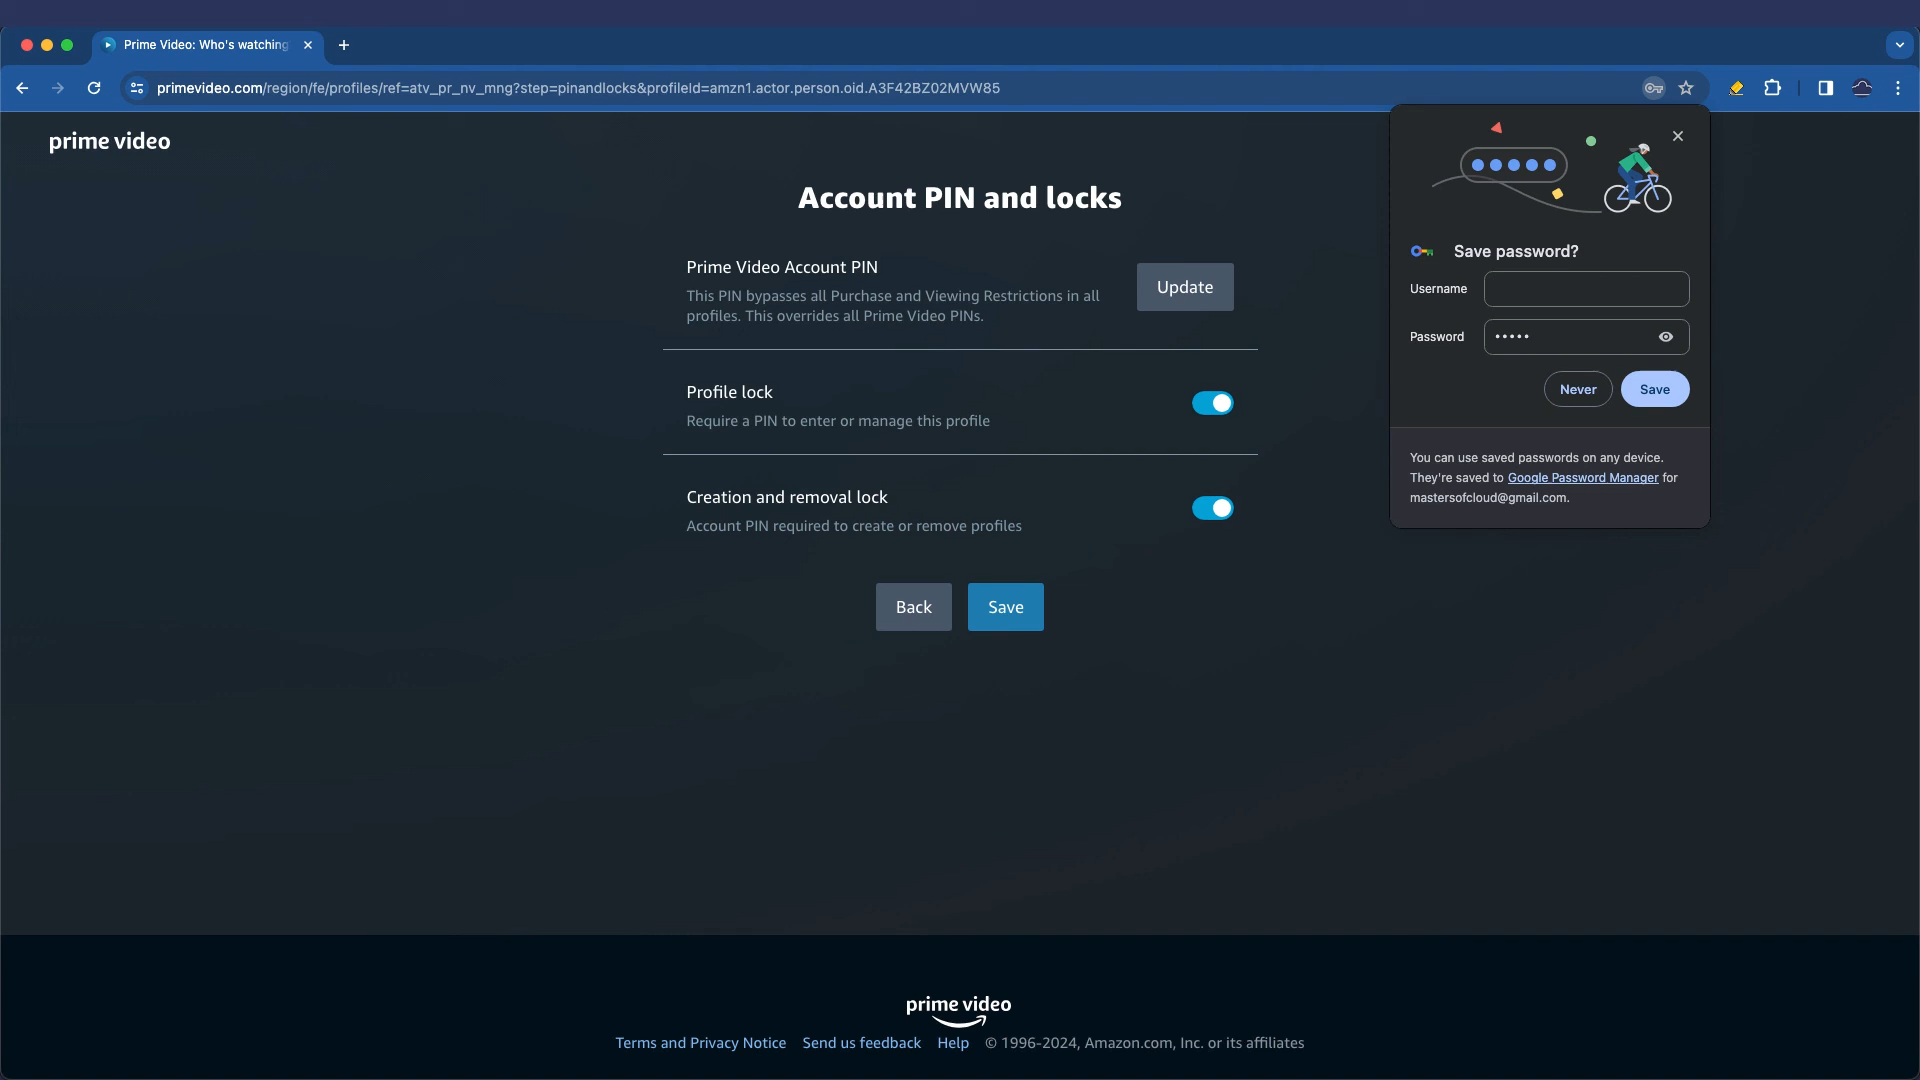 Prime Video: Who's watching
primevideo.com/region/fe/profiles/ref=atv_pr_nv_mng?step=pinandlocks&profileId=amzn1.actor.person.oid.A3F42BZ02MVW85
prime video
Account PIN and locks
Prime Video Account PIN
This PIN bypasses all Purchase and Viewing Restrictions in all
profiles. This overrides all Prime Video PINs.
Update
Profile lock
Require a PIN to enter or manage this profile
Creation and removal lock
Account PIN required to create or remove profiles
Back Save
Save password?
Username
Password •••••
Never Save
You can use saved passwords on any device.
They're saved to Google Password Manager for
mastersofcloud@gmail.com.
prime video
Terms and Privacy Notice Send us feedback Help © 1996-2024, Amazon.com, Inc. or its affiliates